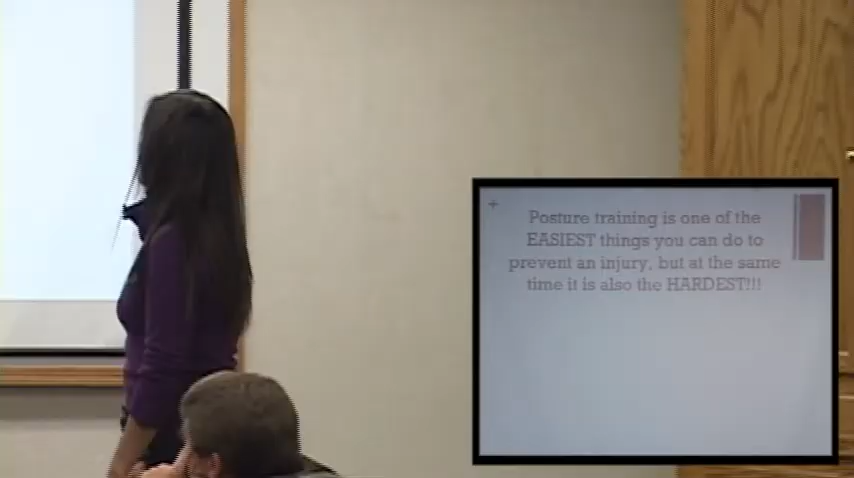 Posture training is one of the
EASIEST things you can do to
prevent an injury, but at the same
time it is also the HARDEST!!!